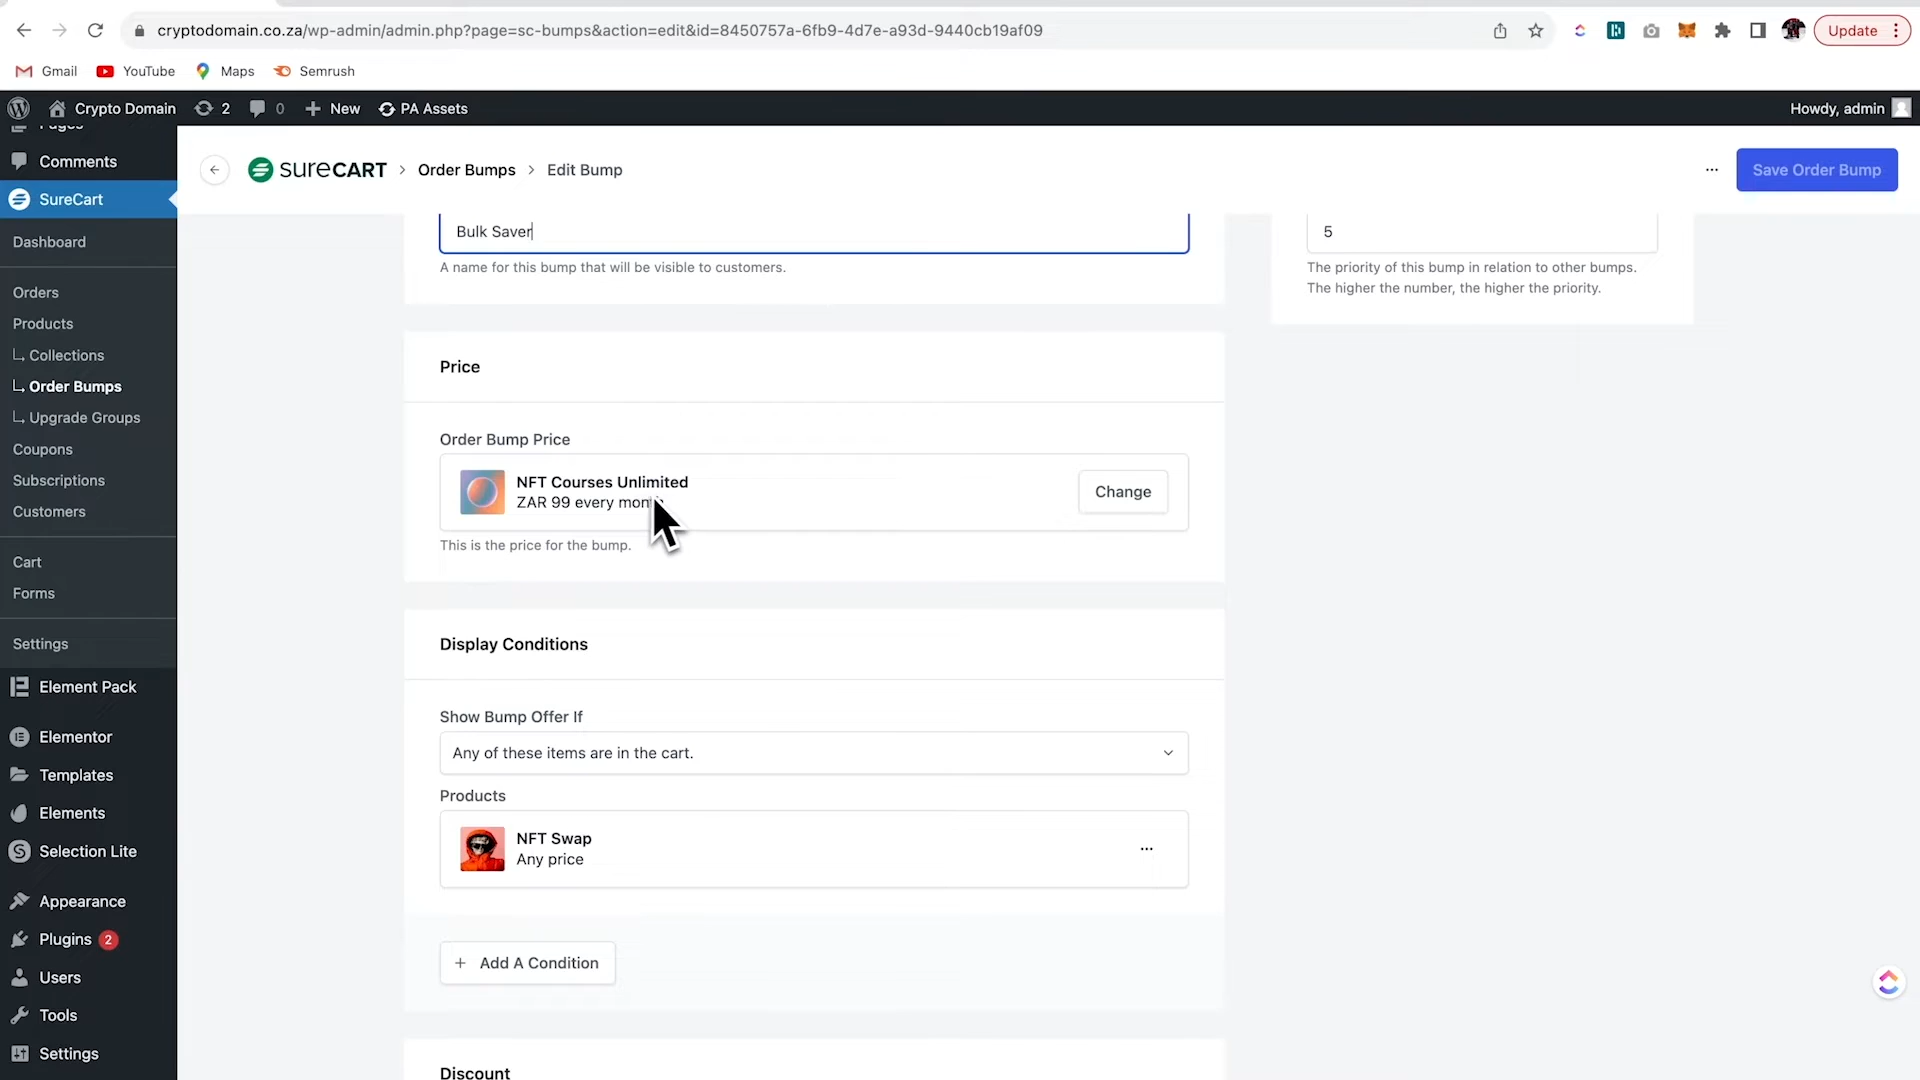 cryptodomain.co.za/wp-admin/admin.php?page=sc-bumps&action=edit&id=8450757a-6fb9-4d7e-a93d-9440cb19af09
Update
Gmail
YouTube
Maps
Semrush
Crypto Domain
2
0
New
PA Assets
Howdy, admin
Pages
Comments
SureCart
Dashboard
Orders
Products
Collections
Order Bumps
Upgrade Groups
Coupons
Subscriptions
Customers
Cart
Forms
Settings
Element Pack
Elementor
Templates
Elements
Selection Lite
Appearance
Plugins 2
Users
Tools
Settings
SURECART
Order Bumps
Edit Bump
...
Save Order Bump
Bulk Saver
A name for this bump that will be visible to customers.
Price
Order Bump Price
NFT Courses Unlimited
ZAR 99 every
Change
This is the price for the bump.
Display Conditions
Show Bump Offer If
Any of these items are in the cart.
Products
NFT Swap
Any price
...
+ Add A Condition
Discount
5
The priority of this bump in relation to other bumps.
The higher the number, the higher the priority.